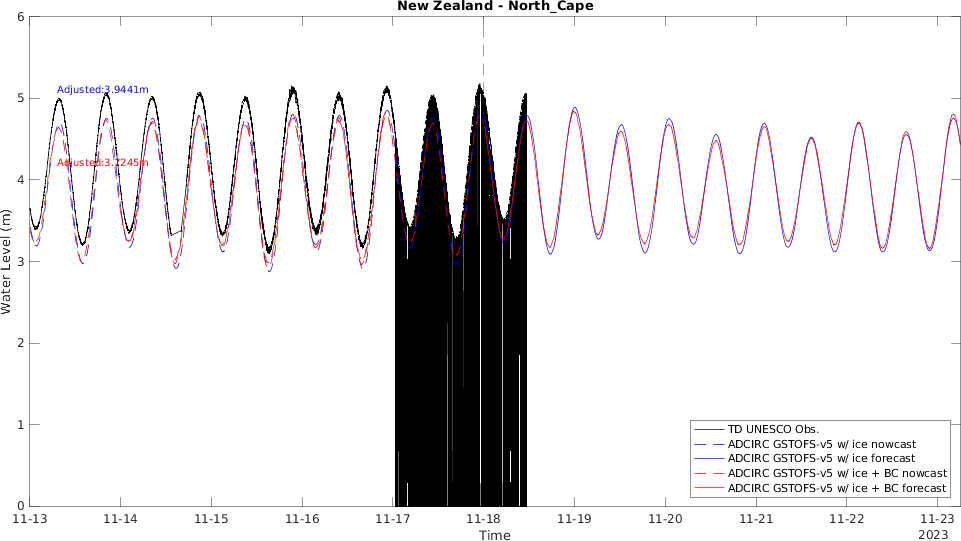 New Zealand - North_Cape
6
5
4
3
2
1
0
Water Level (m)
Adjusted:3.9441m
Adjusted:3.7245m
TD UNESCO Obs.
ADCIRC GSTOFS-v5 w/ ice nowcast
ADCIRC GSTOFS-v5 w/ ice forecast
ADCIRC GSTOFS-v5 w/ ice + BC nowcast
ADCIRC GSTOFS-v5 w/ ice + BC forecast
11-13 11-14 11-15 11-16 11-17 11-18 11-19 11-20 11-21 11-22 11-23
Time
2023